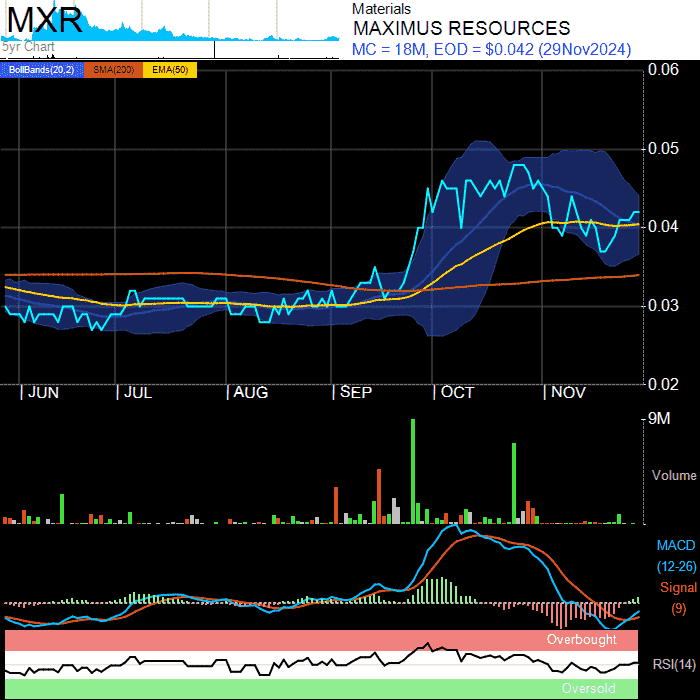 MXR
5yr Chart
Materials
MAXIMUS RESOURCES
MC = 18M, EOD = $0.042 (29Nov2024)
BollBands(20,2) SMA(200) EMA(50)
0.06
0.05
0.04
0.03
0.02
JUN JUL AUG SEP OCT NOV
9M
Volume
MACD
(12-26)
Signal
(9)
Overbought
RSI(14)
Oversold